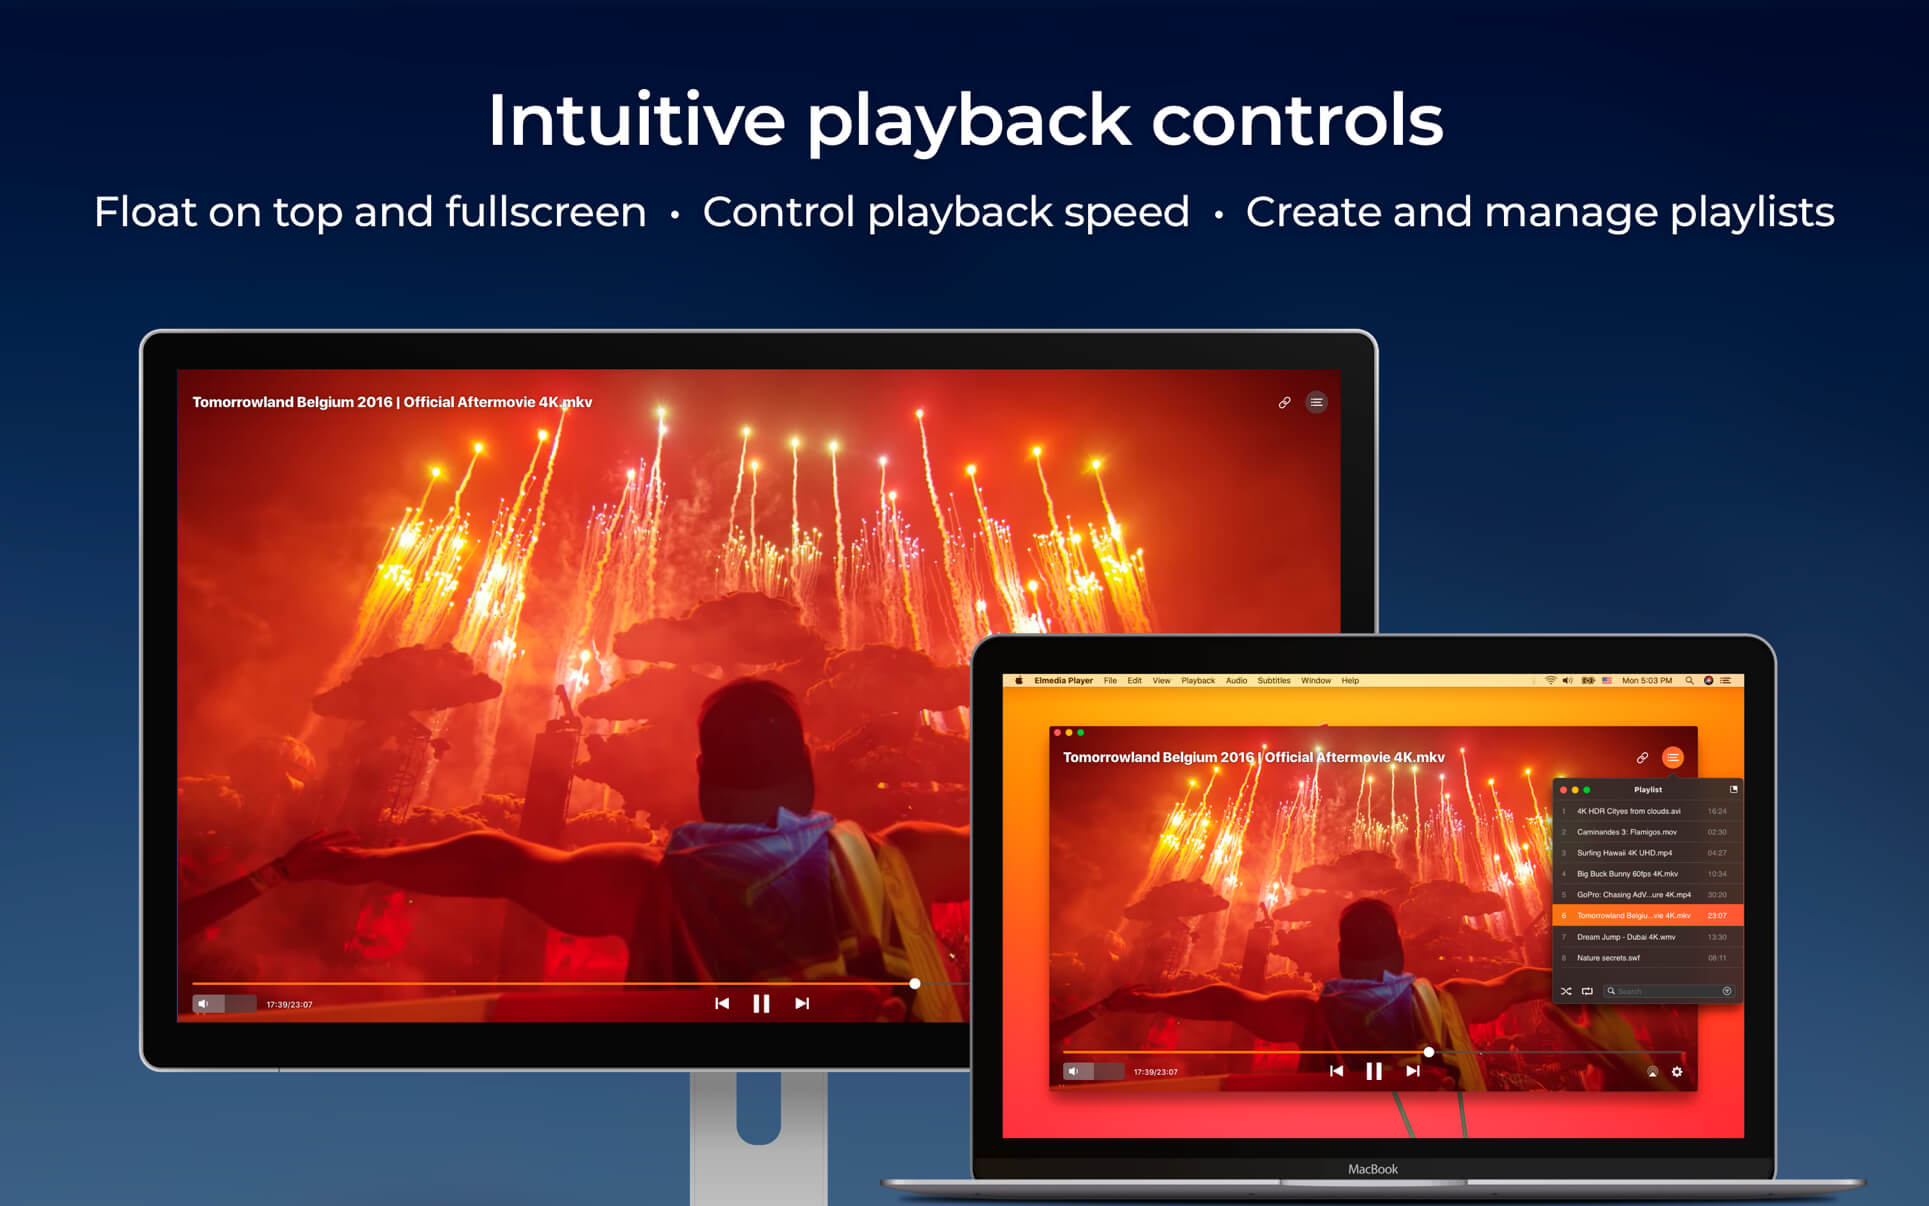 Intuitive playback controls
Float on top and fullscreen • Control playback speed • Create and manage playlists
Tomorrowland Belgium 2016 | Official Aftermovie 4K.mkv
17:39/23:07
Elmedia Player File Edit View Playback Audio Subtitles Window Help Mon 5:03 PM
Tomorrowland Belgium 2016 | Official Aftermovie 4K.mkv
Playlist
1 4K HDR Cityes from clouds.avi 16:24
2 Caminandes 3: Flamigos.mov 02:30
3 Surfing Hawaii 4K UHD.mp4 04:27
4 Big Buck Bunny 60fps 4K.mkv 10:34
5 GoPro: Chasing AdV...ure 4K.mp4 30:20
6 Tomorrowland Belgiu...vie 4K.mkv 23:07
7 Dream Jump - Dubai 4K.wmv 13:30
8 Nature secrets.swf 08:11
Search
17:39/23:07
MacBook